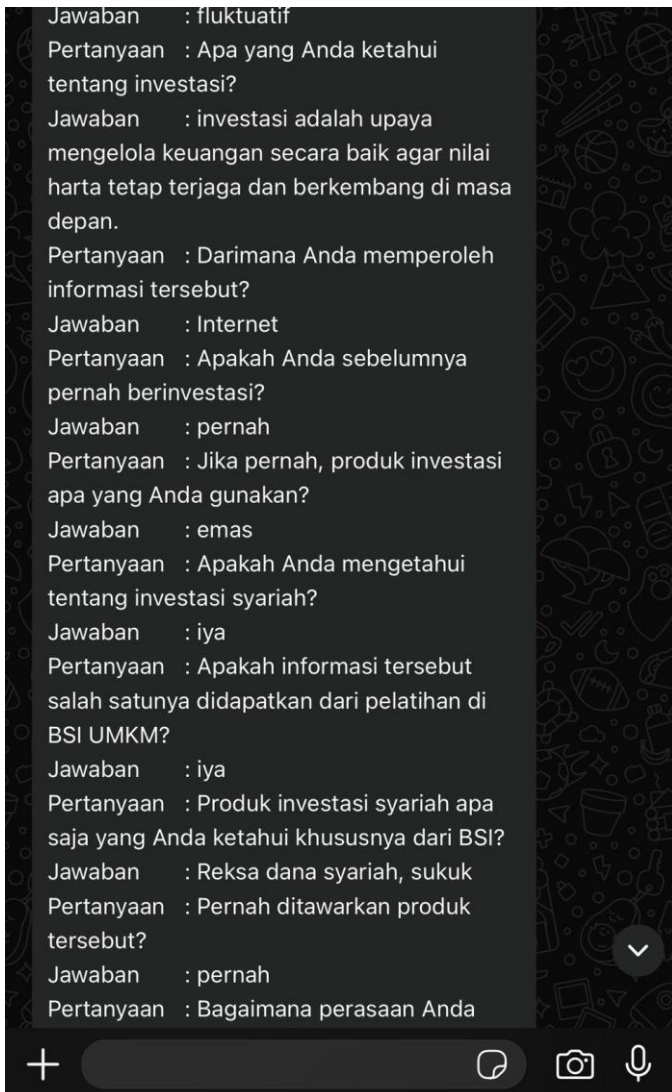 Jawaban : fluktuatif
Pertanyaan : Apa yang Anda ketahui
tentang investasi?
Jawaban : investasi adalah upaya
mengelola keuangan secara baik agar nilai
harta tetap terjaga dan berkembang di masa
depan.
Pertanyaan : Darimana Anda memperoleh
informasi tersebut?
Jawaban : Internet
Pertanyaan : Apakah Anda sebelumnya
pernah berinvestasi?
Jawaban : pernah
Pertanyaan : Jika pernah, produk investasi
apa yang Anda gunakan?
Jawaban : emas
Pertanyaan : Apakah Anda mengetahui
tentang investasi syariah?
Jawaban : iya
Pertanyaan : Apakah informasi tersebut
salah satunya didapatkan dari pelatihan di
BSI UMKM?
Jawaban : iya
Pertanyaan : Produk investasi syariah apa
saja yang Anda ketahui khususnya dari BSI?
Jawaban : Reksa dana syariah, sukuk
Pertanyaan : Pernah ditawarkan produk
tersebut?
Jawaban : pernah
Pertanyaan : Bagaimana perasaan Anda